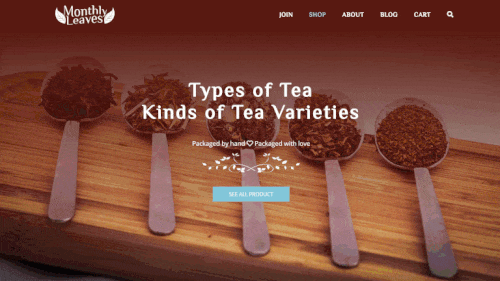 Monthly
Leaves
JOIN SHOP ABOUT BLOG CART
Types of Tea
Kinds of Tea Varieties
Packaged by hand Packaged with love
SEE ALL PRODUCT